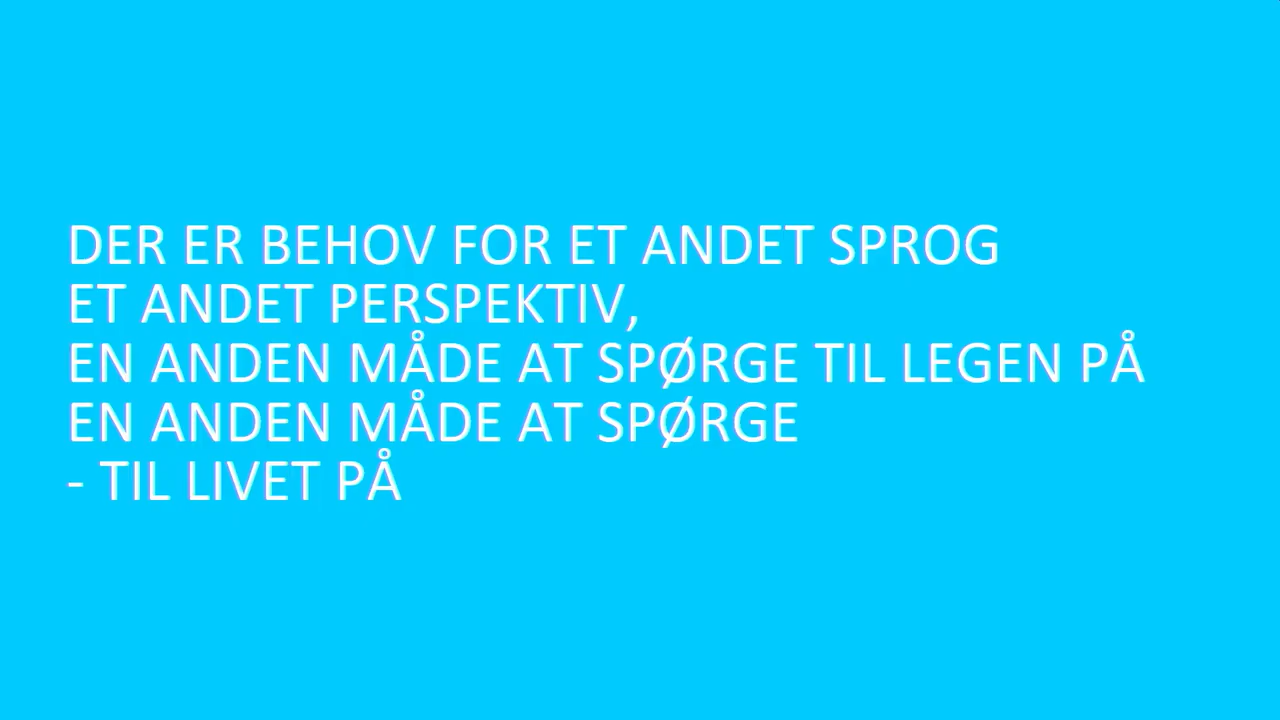 DER ER BEHOV FOR ET ANDET SPROG
ET ANDET PERSPEKTIV,
EN ANDEN MÅDE AT SPØRGE TIL LEGEN PÅ
EN ANDEN MÅDE AT SPØRGE
- TIL LIVET PÅ